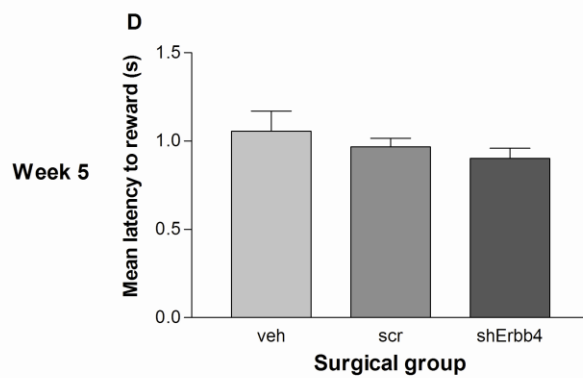 D
Week 5
Mean latency to reward (s)
1.5
1.0
0.5
0.0
veh scr shErbb4
Surgical group